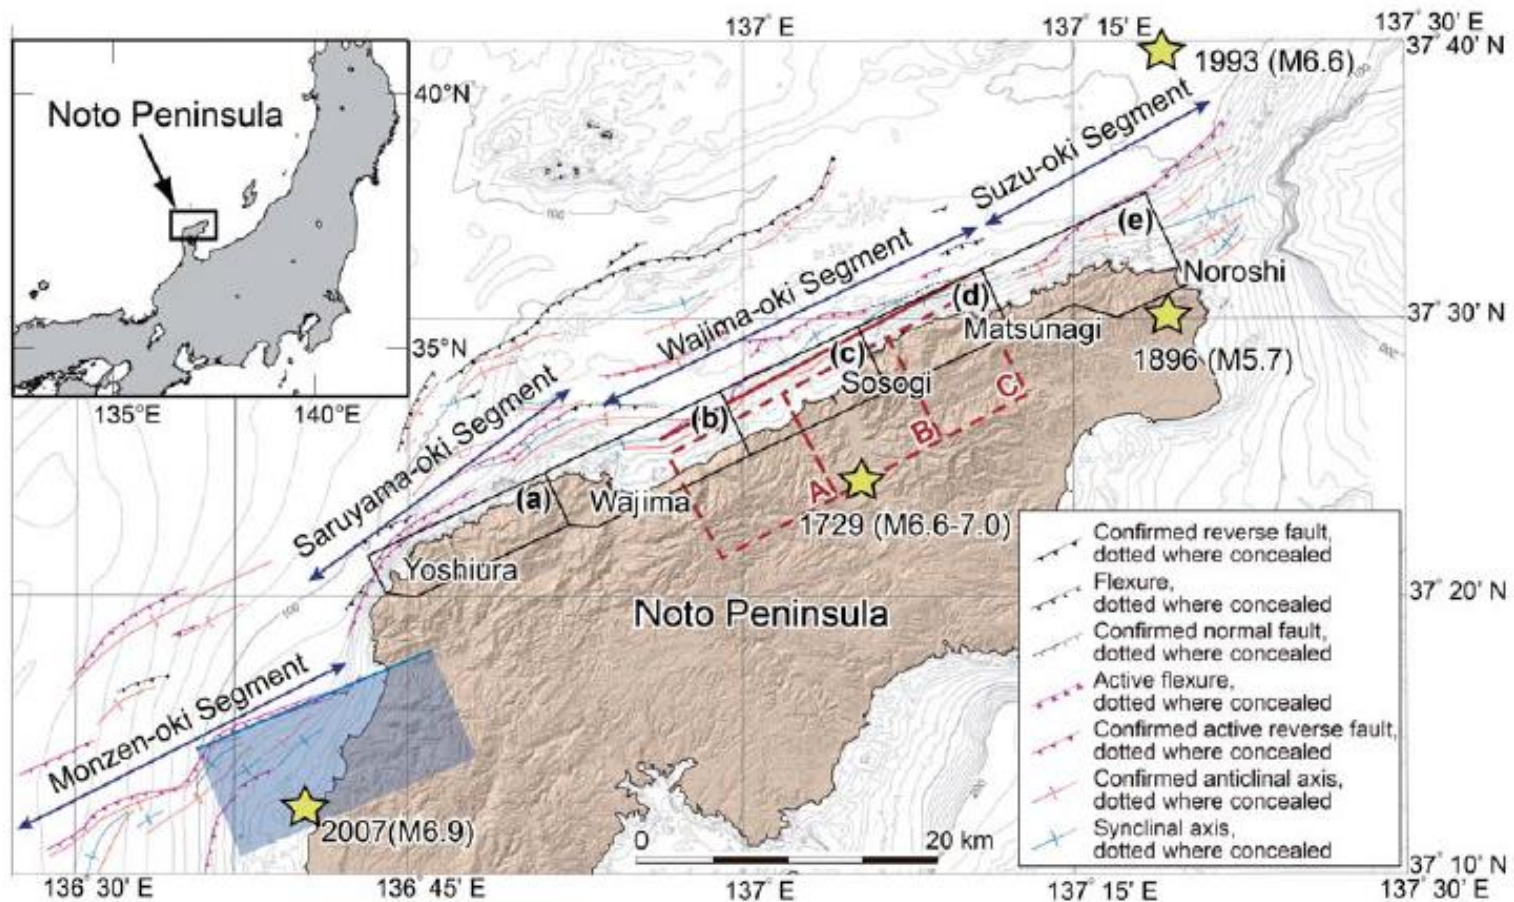 137° E
137° 15' E
137° 30' E
37° 40' N
1993 (M6.6)
Noto Peninsula
40°N
35°N
135°E
140°E
Suzu-oki Segment
Wajima-oki Segment
Saruyama-oki Segment
Monzen-oki Segment
(e)
Noroshi
(d)
Matsunagi
37° 30' N
1896 (M5.7)
(c)
Sosogi
C
(b)
B
(a)
Wajima
A
1729 (M6.6-7.0)
Yoshiura
100
100
100
Noto Peninsula
37° 20' N
Confirmed reverse fault,
dotted where concealed
Flexure,
dotted where concealed
Confirmed normal fault,
dotted where concealed
Active flexure,
dotted where concealed
Confirmed active reverse fault,
dotted where concealed
Confirmed anticlinal axis,
dotted where concealed
Synclinal axis,
dotted where concealed
2007(M6.9)
0
20 km
37° 10' N
136° 30' E
136° 45' E
137° E
137° 15' E
137° 30' E